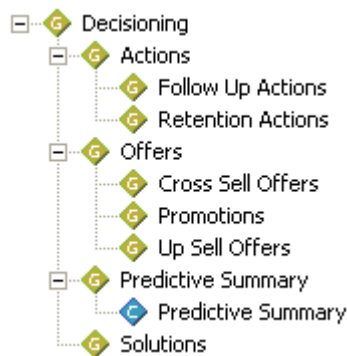 G Decisioning
G Actions
G Follow Up Actions
G Retention Actions
G Offers
G Cross Sell Offers
G Promotions
G Up Sell Offers
G Predictive Summary
C Predictive Summary
G Solutions